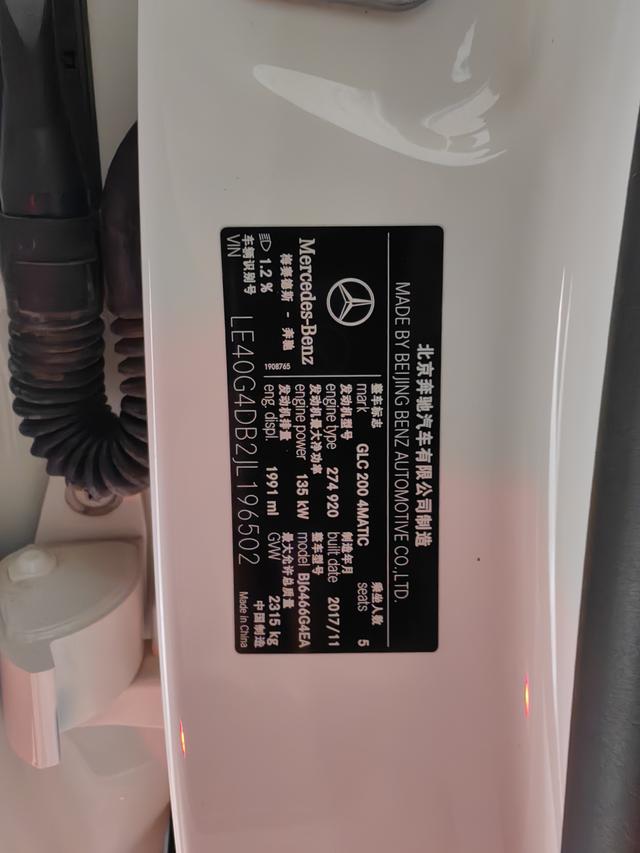 北京奔驰汽车有限公司制造
MADE BY BEIJING BENZ AUTOMOTIVE CO.,LTD.
Mercedes-Benz
梅赛德斯 - 奔驰
1.2 %
1908765
整车标志 乘坐人数
mark GLC 200 4MATIC seats 5
发动机型号 制造年月
engine type 274 920 built date 2017/11
发动机最大净功率 整车型号
engine power 135 kW model BJ6466G4EA
发动机排量 最大允许总质量
eng. displ. 1991 ml GVW 2315 kg
车辆识别号 中国制造
VIN LE40G4DB2JL196502 Made in China